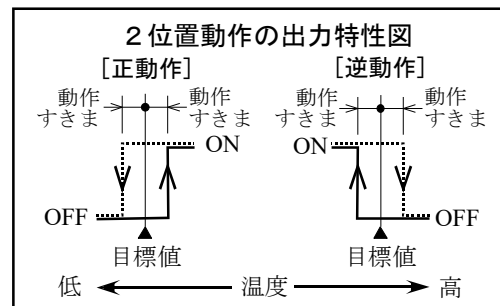 2位置動作の出力特性図
[正動作] [逆動作]
動作 動作 動作 動作
すきま すきま すきま すきま
ON ON
OFF OFF
目標値 目標値
低 温度 高